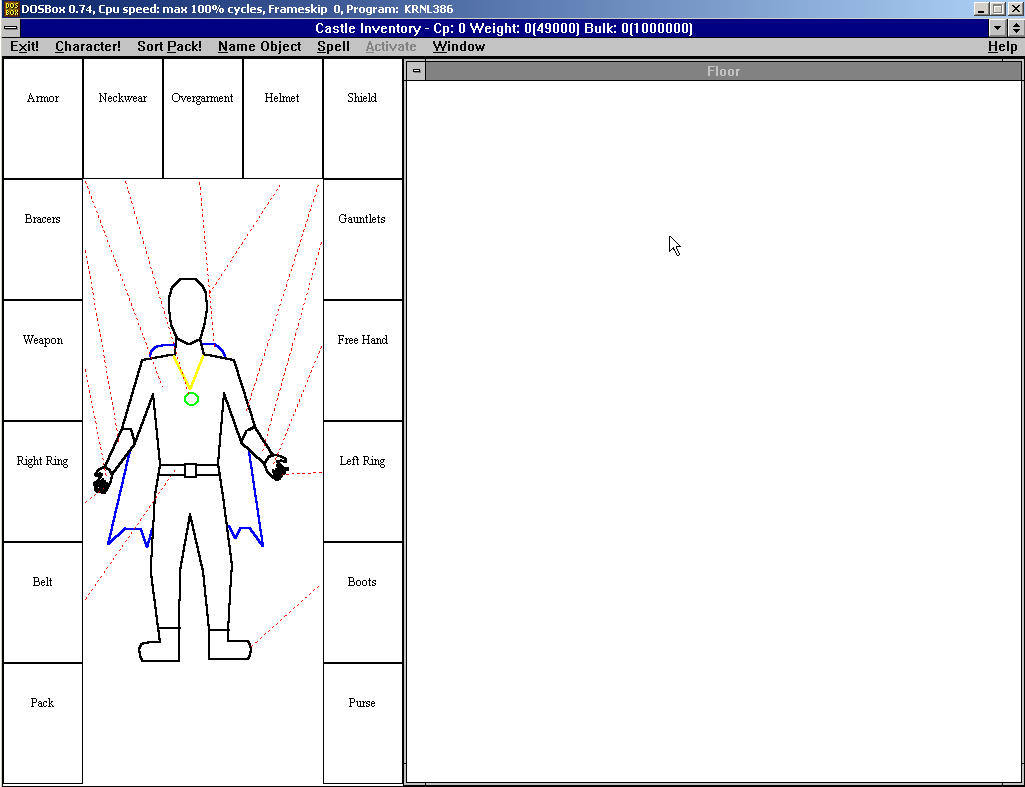 DOS BOX DOSBox 0.74, Cpu speed: max 100% cycles, Frameskip 0, Program: KRNL386
Castle Inventory - Cp: 0 Weight: 0(49000) Bulk: 0(1000000)
Exit! Character! Sort Pack! Name Object Spell Activate Window Help
Floor
Armor Neckwear Overgarment Helmet Shield
Bracers Gauntlets
Weapon Free Hand
Right Ring Left Ring
Belt Boots
Pack Purse